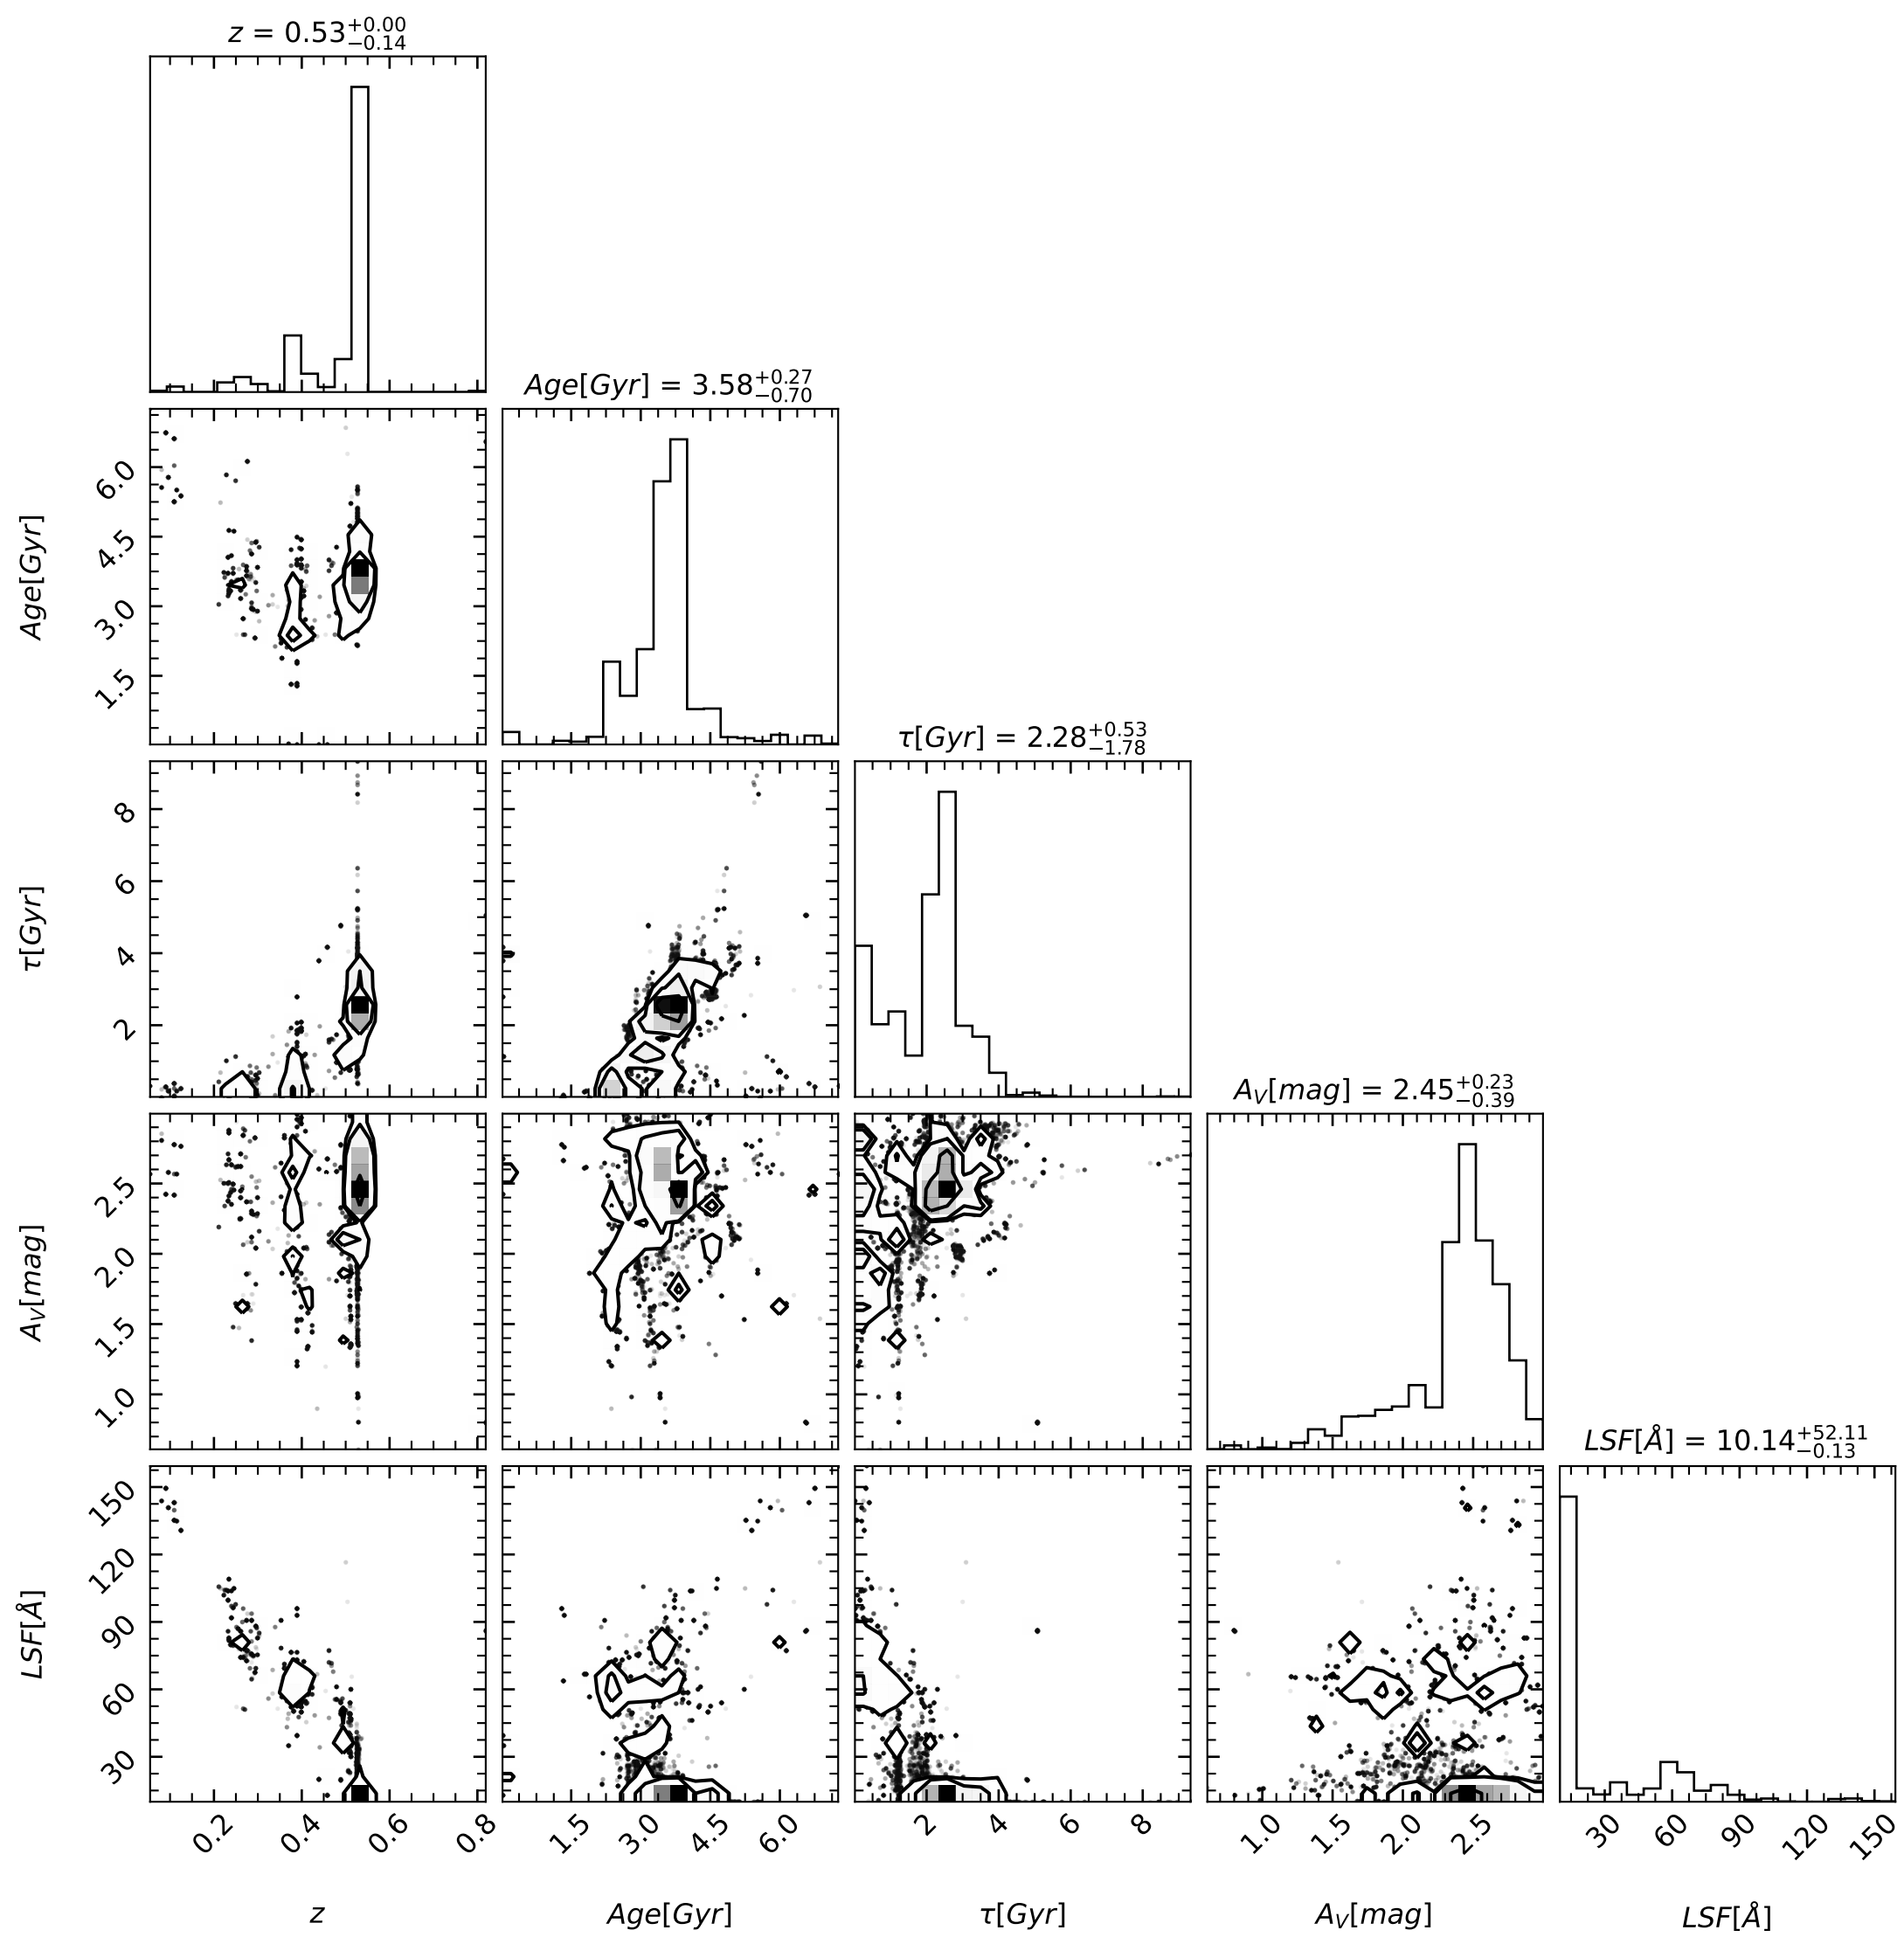 z = 0.53+0.00 −0.14
Age[Gyr] = 3.58+0.27 −0.70
6.0
4.5
3.0
1.5
Age[Gyr]
τ[Gyr] = 2.28+0.53 −1.78
8
6
4
2
τ[Gyr]
AV[mag] = 2.45+0.23 −0.39
2.5
2.0
1.5
1.0
AV[mag]
LSF[Å] = 10.14+52.11 −0.13
150
120
90
60
30
LSF[Å]
0.2 0.4 0.6 0.8 1.5 3.0 4.5 6.0 2 4 6 8 1.0 1.5 2.0 2.5 30 60 90 120 150
z Age[Gyr] τ[Gyr] AV[mag] LSF[Å]